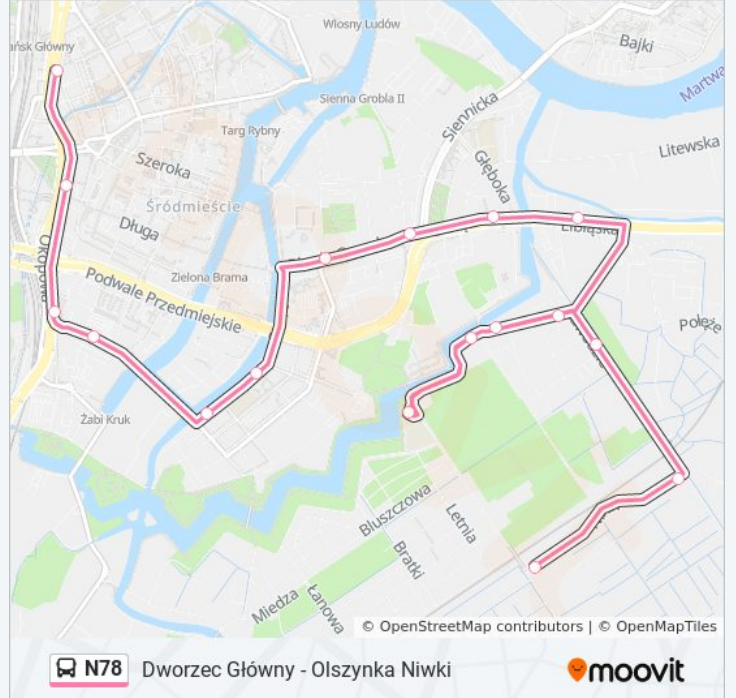 Wiosny Ludów
Bajki
ańsk Główny
Martwa
Sienna Grobla II
Siennicka
Targ Rybny
Litewska
Szeroka
Głęboka
Śródmieście
Długa
Libiąska
Okopowa
Zielona Brama
Podwale Przedmiejskie
Żabi Kruk
Bluszczowa
Letnia
Bratki
Miedza
Łanowa
© OpenStreetMap contributors | © OpenMapTiles
N78 Dworzec Główny - Olszynka Niwki
moovit